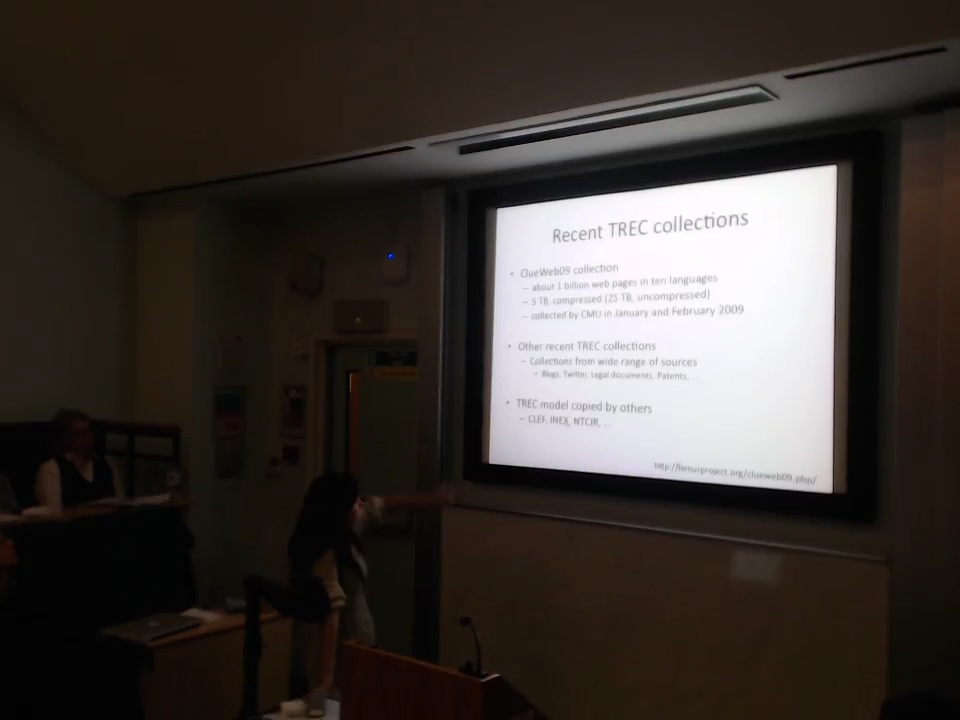 Recent TREC collections
• ClueWeb09 collection
– about 1 billion web pages in ten languages
– 5 TB, compressed (25 TB, uncompressed)
– collected by CMU in January and February 2009
• Other recent TREC collections
– Collections from wide range of sources
• Blogs, Twitter, Legal documents, Patents, ...
• TREC model copied by others
– CLEF, INEX, NTCIR, ...
http://lemurproject.org/clueweb09.php/